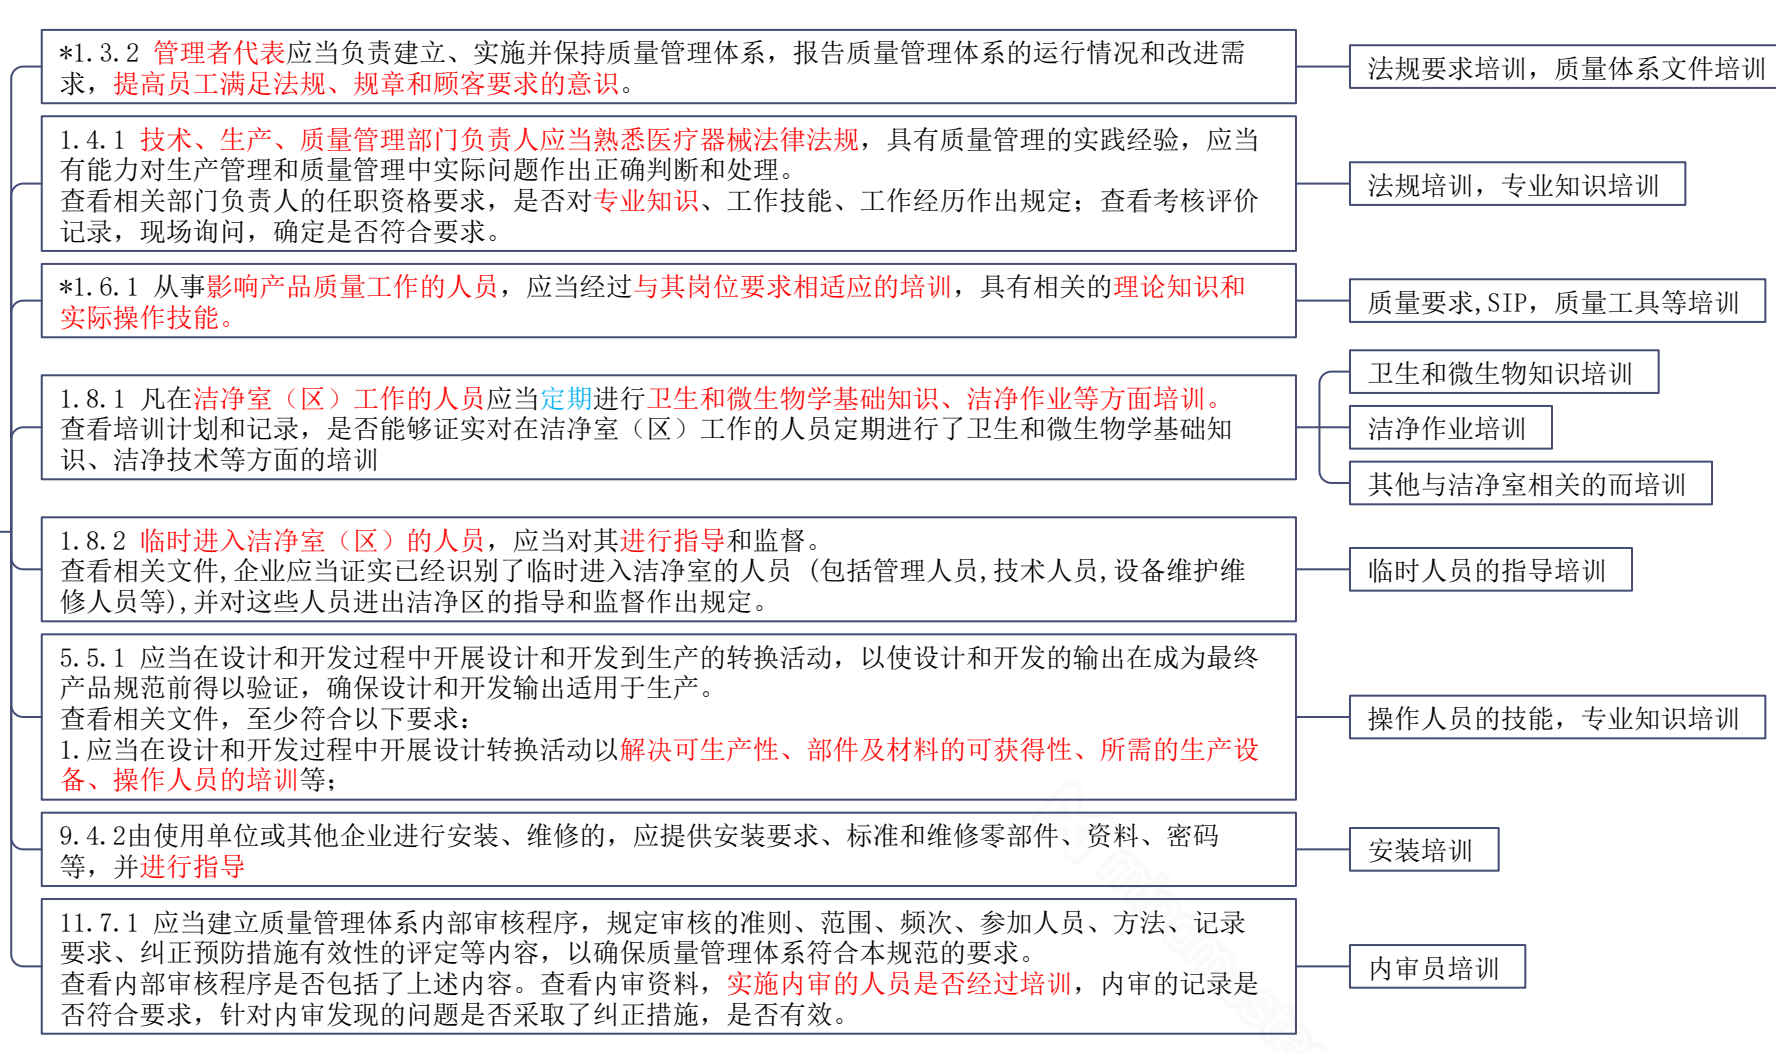 *1.3.2 管理者代表应当负责建立、实施并保持质量管理体系，报告质量管理体系的运行情况和改进需
求，提高员工满足法规、规章和顾客要求的意识。
法规要求培训，质量体系文件培训
1.4.1 技术、生产、质量管理部门负责人应当熟悉医疗器械法律法规，具有质量管理的实践经验，应当
有能力对生产管理和质量管理中实际问题作出正确判断和处理。
查看相关部门负责人的任职资格要求，是否对专业知识、工作技能、工作经历作出规定；查看考核评价
记录，现场询问，确定是否符合要求。
法规培训，专业知识培训
*1.6.1 从事影响产品质量工作的人员，应当经过与其岗位要求相适应的培训，具有相关的理论知识和
实际操作技能。
质量要求,SIP，质量工具等培训
1.8.1 凡在洁净室（区）工作的人员应当定期进行卫生和微生物学基础知识、洁净作业等方面培训。
查看培训计划和记录，是否能够证实对在洁净室（区）工作的人员定期进行了卫生和微生物学基础知
识、洁净技术等方面的培训
卫生和微生物知识培训
洁净作业培训
其他与洁净室相关的而培训
1.8.2 临时进入洁净室（区）的人员，应当对其进行指导和监督。
查看相关文件,企业应当证实已经识别了临时进入洁净室的人员 (包括管理人员,技术人员,设备维护维
修人员等),并对这些人员进出洁净区的指导和监督作出规定。
临时人员的指导培训
5.5.1 应当在设计和开发过程中开展设计和开发到生产的转换活动，以使设计和开发的输出在成为最终
产品规范前得以验证，确保设计和开发输出适用于生产。
查看相关文件，至少符合以下要求：
1.应当在设计和开发过程中开展设计转换活动以解决可生产性、部件及材料的可获得性、所需的生产设
备、操作人员的培训等；
操作人员的技能，专业知识培训
9.4.2由使用单位或其他企业进行安装、维修的，应提供安装要求、标准和维修零部件、资料、密码
等，并进行指导
安装培训
11.7.1 应当建立质量管理体系内部审核程序，规定审核的准则、范围、频次、参加人员、方法、记录
要求、纠正预防措施有效性的评定等内容，以确保质量管理体系符合本规范的要求。
查看内部审核程序是否包括了上述内容。查看内审资料，实施内审的人员是否经过培训，内审的记录是
否符合要求，针对内审发现的问题是否采取了纠正措施，是否有效。
内审员培训